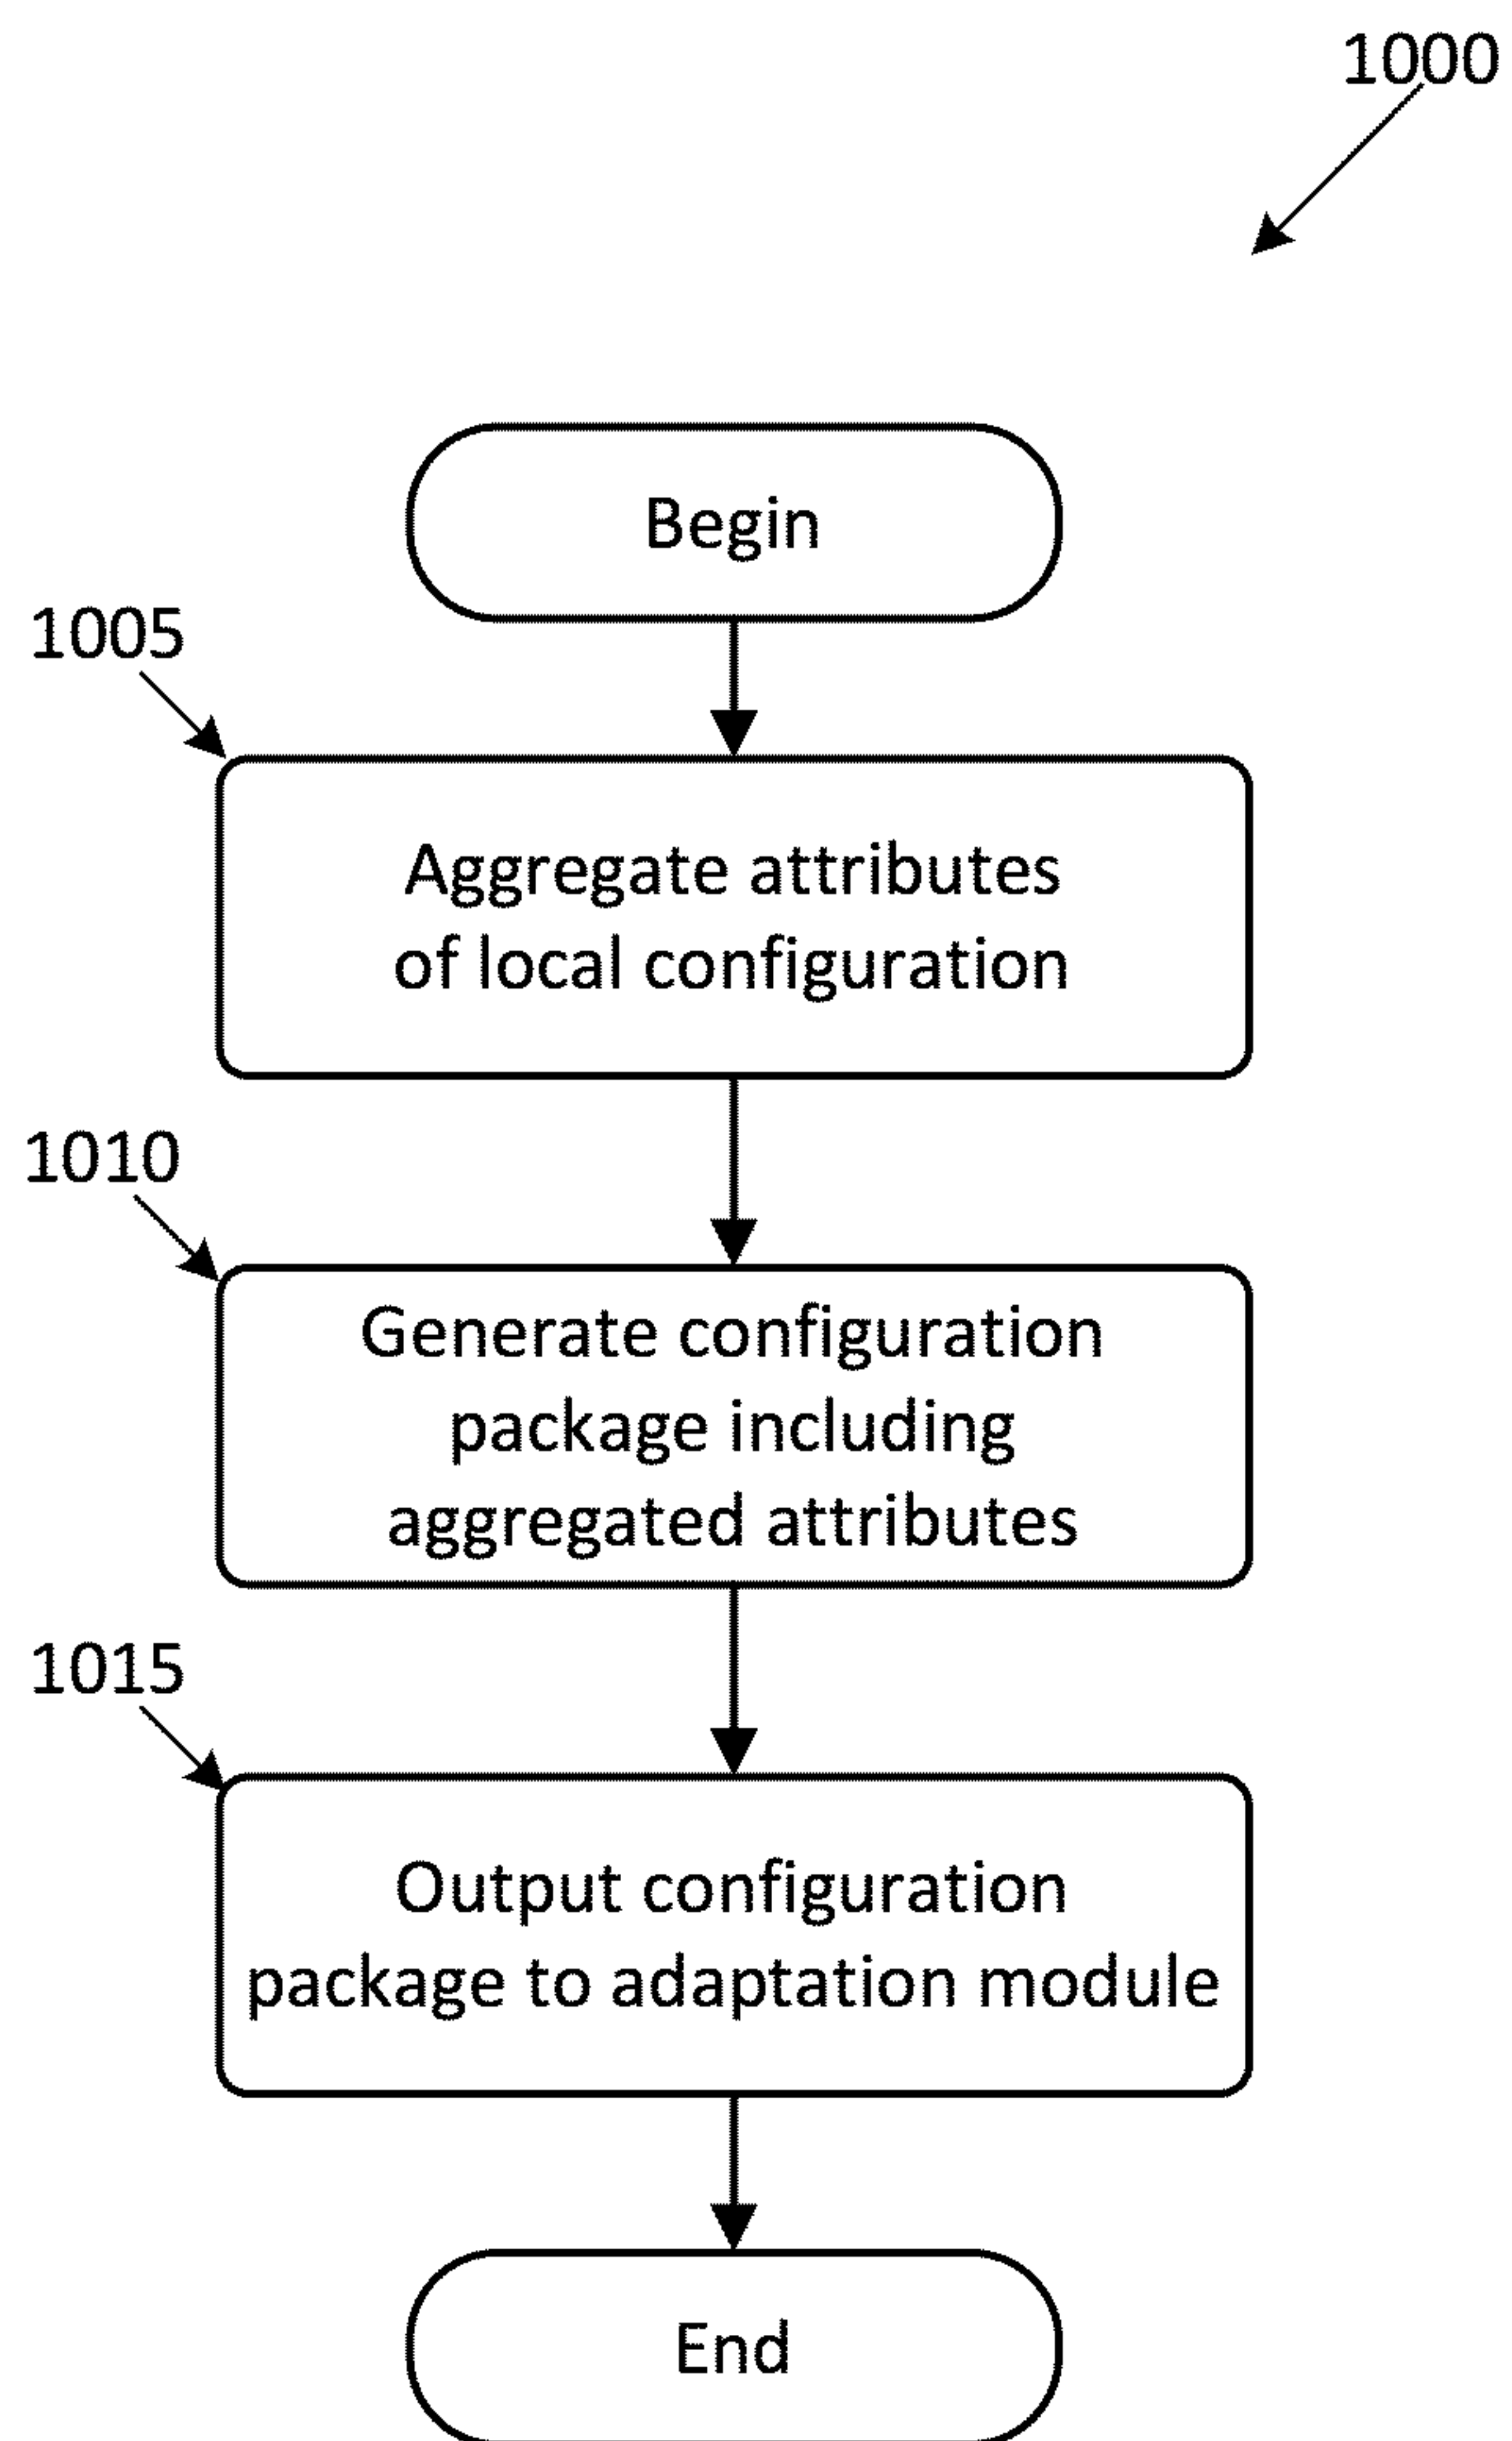 1000
Begin
1005
Aggregate attributes
of local configuration
1010
Generate configuration
package including
aggregated attributes
1015
Output configuration
package to adaptation module
End